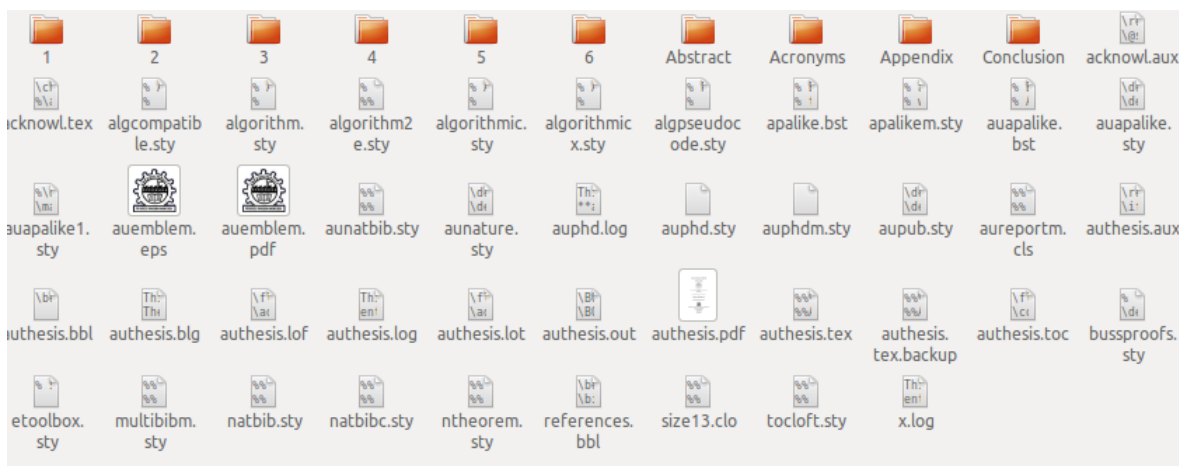 1 2 3 4 5 6 Abstract Acronyms Appendix Conclusion acknowl.aux
cknowl.tex algcompatib algorithm. algorithm2 algorithmic. algorithmic algpseudoc apalike.bst apalikem.sty auapalike. auapalike.
le.sty sty e.sty sty x.sty ode.sty bst sty
auapalike1. auemblem. auemblem. aunatbib.sty aunature. auphd.log auphd.sty auphdm.sty aupub.sty aureportm. authesis.aux
sty eps pdf sty cls
authesis.bbl authesis.blg authesis.lof authesis.log authesis.lot authesis.out authesis.pdf authesis.tex authesis. authesis.toc bussproofs.
tex.backup sty
etoolbox. multibibm. natbib.sty natbibc.sty ntheorem. references. size13.clo tocloft.sty x.log
sty sty sty bbl